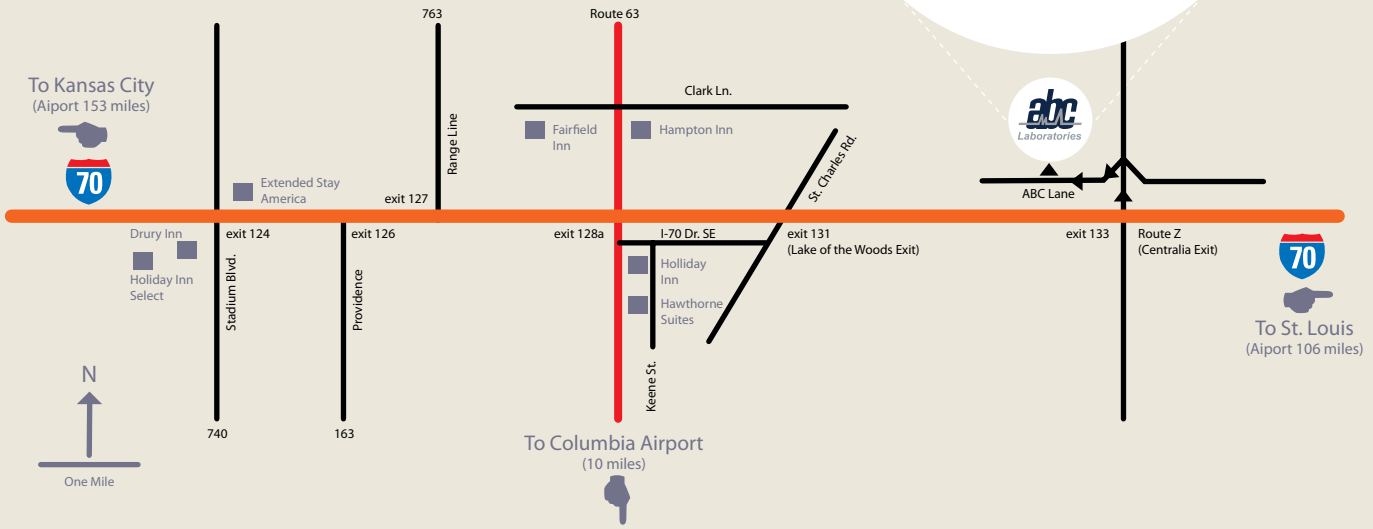 763
Route 63
To Kansas City
(Aiport 153 miles)
70
Clark Ln.
Range Line
Fairfield
Inn
Hampton Inn
St. Charles Rd.
abc
Laboratories
ABC Lane
Extended Stay
America
exit 127
Drury Inn
Holiday Inn
Select
exit 124
Stadium Blvd.
exit 126
Providence
exit 128a
I-70 Dr. SE
Holliday
Inn
Hawthorne
Suites
Keene St.
exit 131
(Lake of the Woods Exit)
exit 133
Route Z
(Centralia Exit)
70
To St. Louis
(Aiport 106 miles)
N
One Mile
740
163
To Columbia Airport
(10 miles)